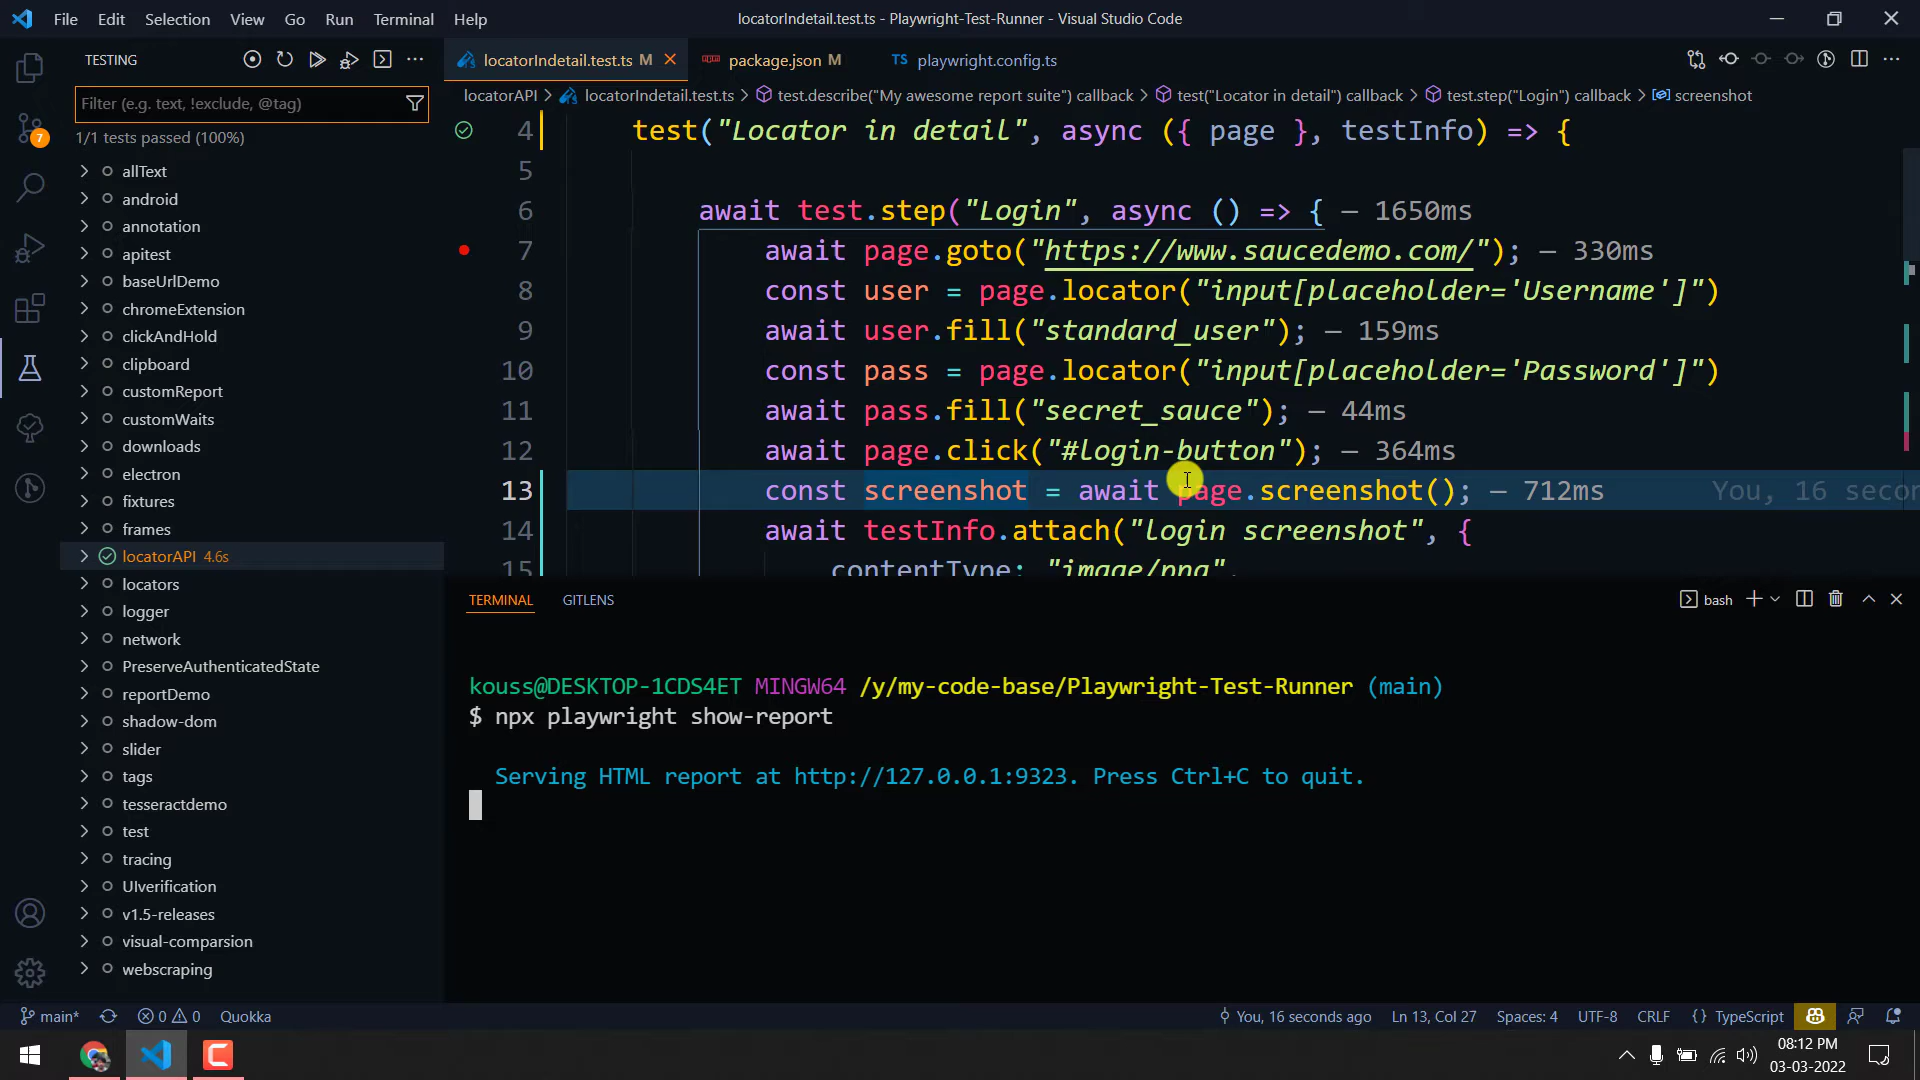 File Edit Selection View Go Run Terminal Help
locatorIndetail.test.ts - Playwright-Test-Runner - Visual Studio Code
TESTING
Filter (e.g. text, !exclude, @tag)
1/1 tests passed (100%)
allText
android
annotation
apitest
baseUrlDemo
chromeExtension
clickAndHold
clipboard
customReport
customWaits
downloads
electron
fixtures
frames
locatorAPI 4.6s
locators
logger
network
PreserveAuthenticatedState
reportDemo
shadow-dom
slider
tags
tesseractdemo
test
tracing
UIverification
v1.5-releases
visual-comparsion
webscraping
7
locatorIndetail.test.ts M package.json M TS playwright.config.ts
locatorAPI > locatorIndetail.test.ts > test.describe("My awesome report suite") callback > test("Locator in detail") callback > test.step("Login") callback > screenshot
4 test("Locator in detail", async ({ page }, testInfo) => {
5
6 await test.step("Login", async () => { — 1650ms
7 await page.goto("https://www.saucedemo.com/"); — 330ms
8 const user = page.locator("input[placeholder='Username']")
9 await user.fill("standard_user"); — 159ms
10 const pass = page.locator("input[placeholder='Password']")
11 await pass.fill("secret_sauce"); — 44ms
12 await page.click("#login-button"); — 364ms
13 const screenshot = await page.screenshot(); — 712ms You, 16 secon
14 await testInfo.attach("login screenshot", {
15 contentType: "image/png",
TERMINAL GITLENS
bash
kouss@DESKTOP-1CDS4ET MINGW64 /y/my-code-base/Playwright-Test-Runner (main)
$ npx playwright show-report
Serving HTML report at http://127.0.0.1:9323. Press Ctrl+C to quit.
main* 0 0 Quokka
You, 16 seconds ago Ln 13, Col 27 Spaces: 4 UTF-8 CRLF {} TypeScript
08:12 PM
03-03-2022